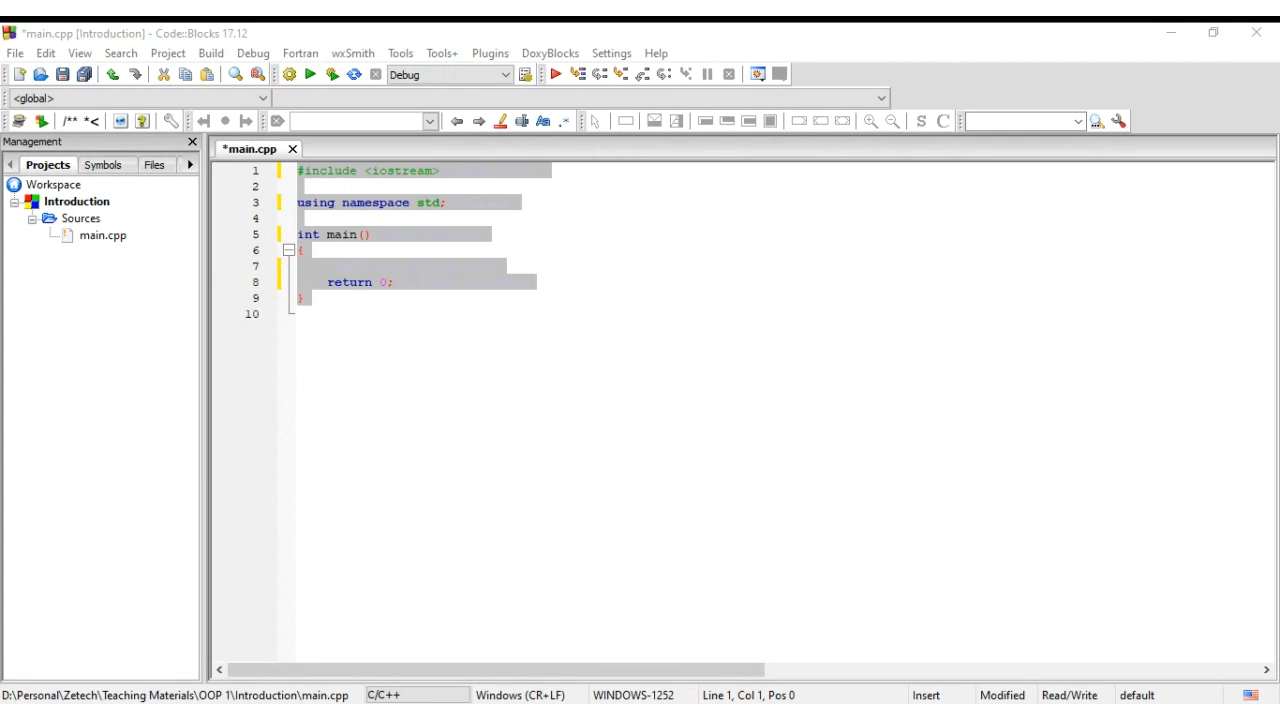 *main.cpp [Introduction] - Code::Blocks 17.12
File Edit View Search Project Build Debug Fortran wxSmith Tools Tools+ Plugins DoxyBlocks Settings Help
Debug
<global>
/** *<
S C
Management
*main.cpp
Projects Symbols Files
Workspace
Introduction
Sources
main.cpp
1 #include <iostream>
2
3 using namespace std;
4
5 int main()
6 {
7
8 return 0;
9 }
10
D:\Personal\Zetech\Teaching Materials\OOP 1\Introduction\main.cpp C/C++ Windows (CR+LF) WINDOWS-1252 Line 1, Col 1, Pos 0 Insert Modified Read/Write default